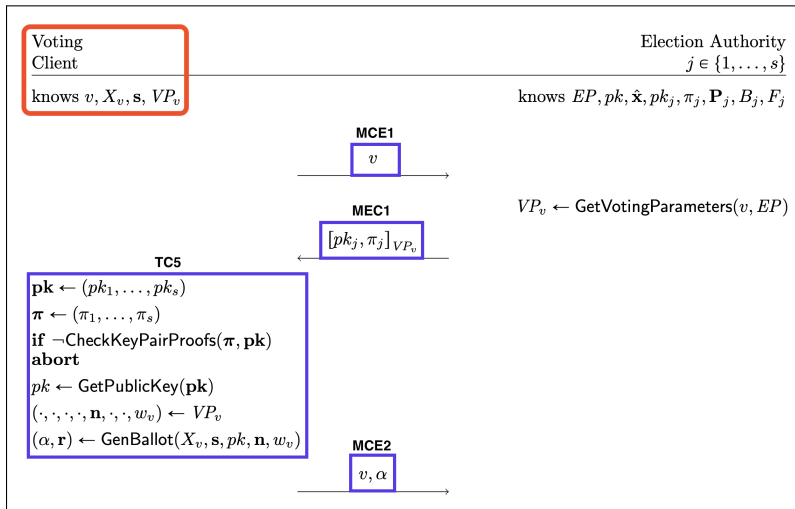 Voting
Client
Election Authority
j ∈ {1, . . . , s}
knows v, X_v, s, VP_v
knows EP, pk, x̂, pk_j, π_j, P_j, B_j, F_j
MCE1
v
VP_v ← GetVotingParameters(v, EP)
MEC1
[pk_j, π_j]_{VP_v}
TC5
pk ← (pk_1, . . . , pk_s)
π ← (π_1, . . . , π_s)
if ¬CheckKeyPairProofs(π, pk)
abort
pk ← GetPublicKey(pk)
(·, ·, ·, ·, n, ·, ·, w_v) ← VP_v
(α, r) ← GenBallot(X_v, s, pk, n, w_v)
MCE2
v, α